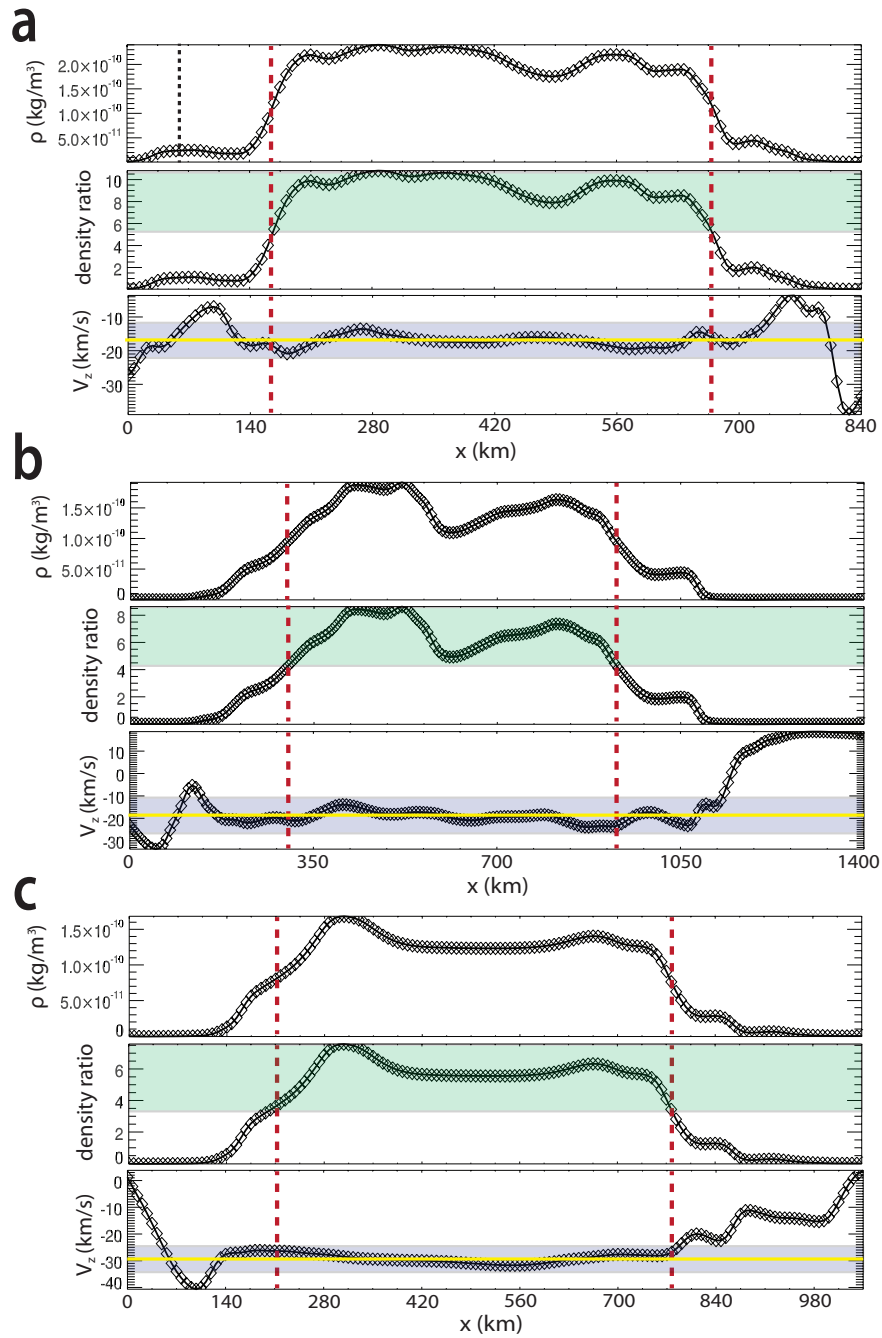 a
ρ (kg/m³)
2.0×10⁻¹⁰
1.5×10⁻¹⁰
1.0×10⁻¹⁰
5.0×10⁻¹¹
density ratio
10
8
6
4
2
V_z (km/s)
-10
-20
-30
0 140 280 420 560 700 840
x (km)
b
ρ (kg/m³)
1.5×10⁻¹⁰
1.0×10⁻¹⁰
5.0×10⁻¹¹
0
density ratio
8
6
4
2
0
V_z (km/s)
10
0
-10
-20
-30
0 350 700 1050 1400
x (km)
c
ρ (kg/m³)
1.5×10⁻¹⁰
1.0×10⁻¹⁰
5.0×10⁻¹¹
0
density ratio
6
4
2
0
V_z (km/s)
0
-10
-20
-30
-40
0 140 280 420 560 700 840 980
x (km)